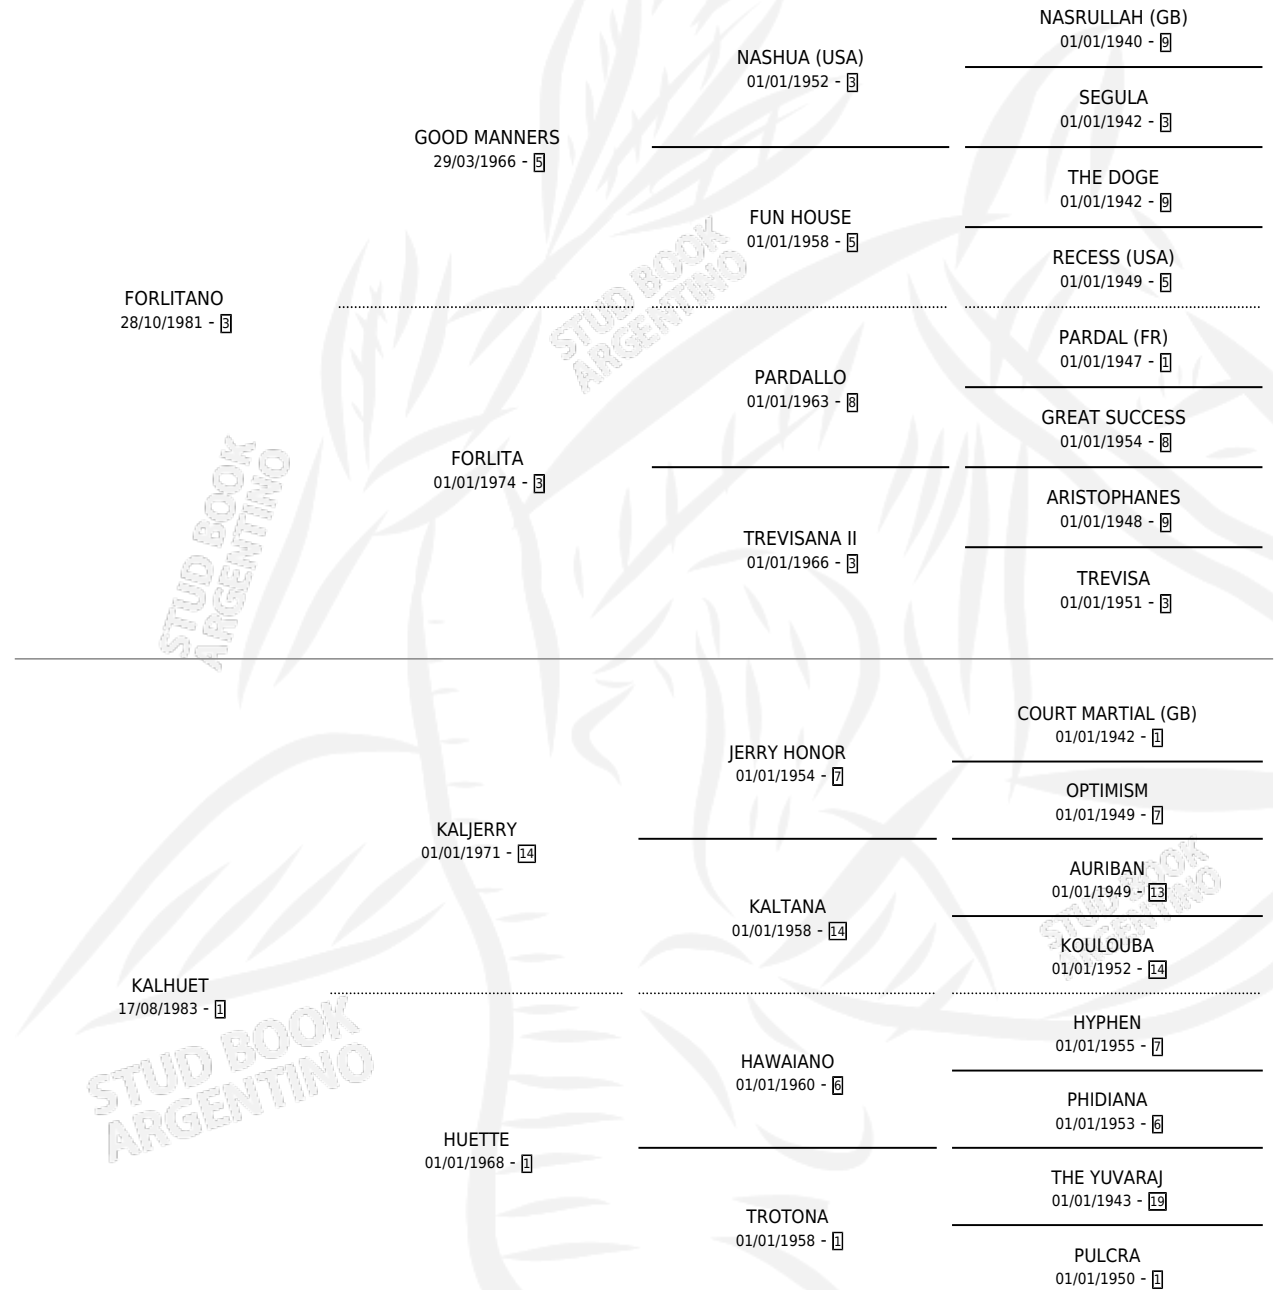 NASRULLAH (GB)
01/01/1940 - 9
NASHUA (USA)
01/01/1952 - 3
SEGULA
01/01/1942 - 3
GOOD MANNERS
29/03/1966 - 5
THE DOGE
01/01/1942 - 9
FUN HOUSE
01/01/1958 - 5
RECESS (USA)
01/01/1949 - 5
FORLITANO
28/10/1981 - 3
PARDAL (FR)
01/01/1947 - 1
PARDALLO
01/01/1963 - 8
GREAT SUCCESS
01/01/1954 - 8
FORLITA
01/01/1974 - 3
ARISTOPHANES
01/01/1948 - 9
TREVISANA II
01/01/1966 - 3
TREVISA
01/01/1951 - 3
STUD BOOK
ARGENTINO
STUD BOOK
ARGENTINO
COURT MARTIAL (GB)
01/01/1942 - 1
JERRY HONOR
01/01/1954 - 7
OPTIMISM
01/01/1949 - 7
KALJERRY
01/01/1971 - 14
AURIBAN
01/01/1949 - 13
KALTANA
01/01/1958 - 14
KOULOUBA
01/01/1952 - 14
KALHUET
17/08/1983 - 1
HYPHEN
01/01/1955 - 7
HAWAIANO
01/01/1960 - 6
PHIDIANA
01/01/1953 - 6
HUETTE
01/01/1968 - 1
THE YUVARAJ
01/01/1943 - 19
TROTONA
01/01/1958 - 1
PULCRA
01/01/1950 - 1
STUD BOOK
ARGENTINO
STUD BOOK
ARGENTINO